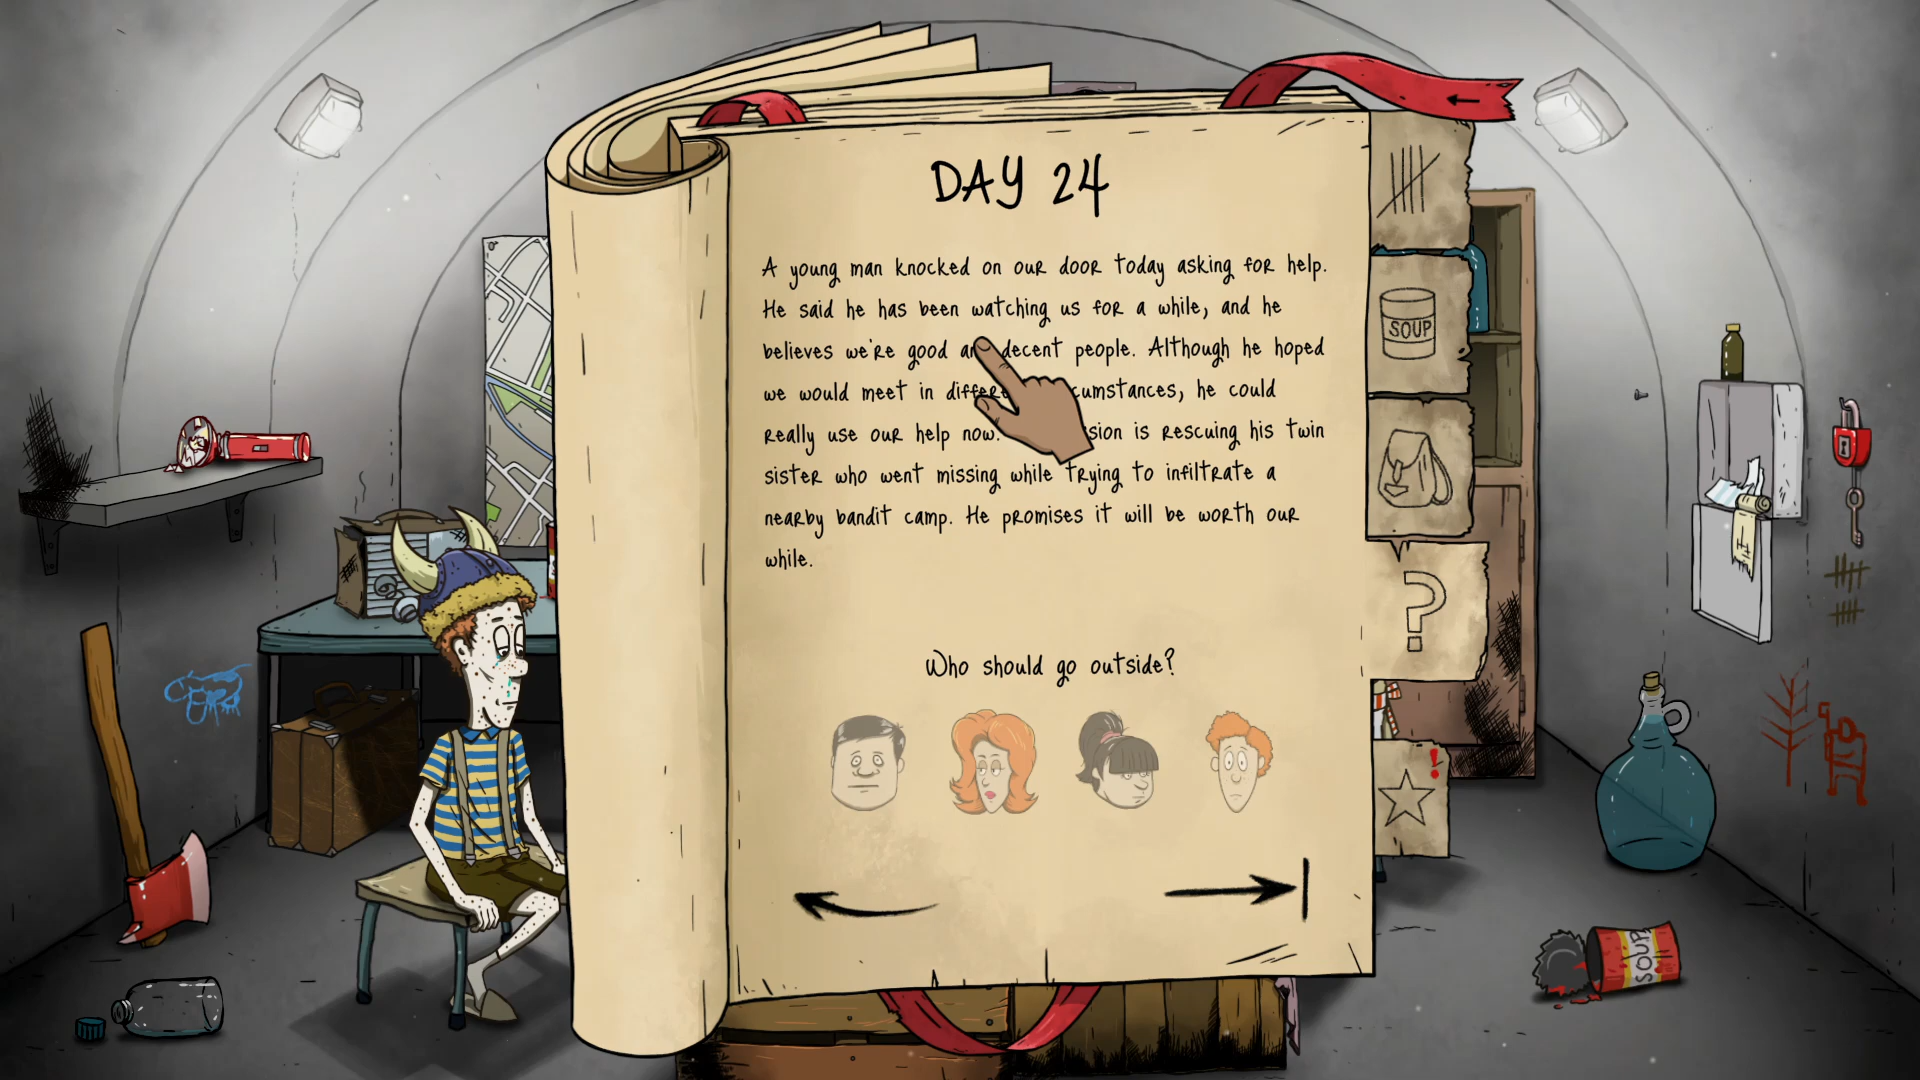 DAY 24
A young man knocked on our door today asking for help.
He said he has been watching us for a while, and he
believes we're good decent people. Although he hoped
we would meet in he could
really use our help now. is rescuing his twin
sister who went missing while trying to infiltrate a
nearby bandit camp. He promises it will be worth our
while.
Who should go outside?
SOUP
!
SOUP